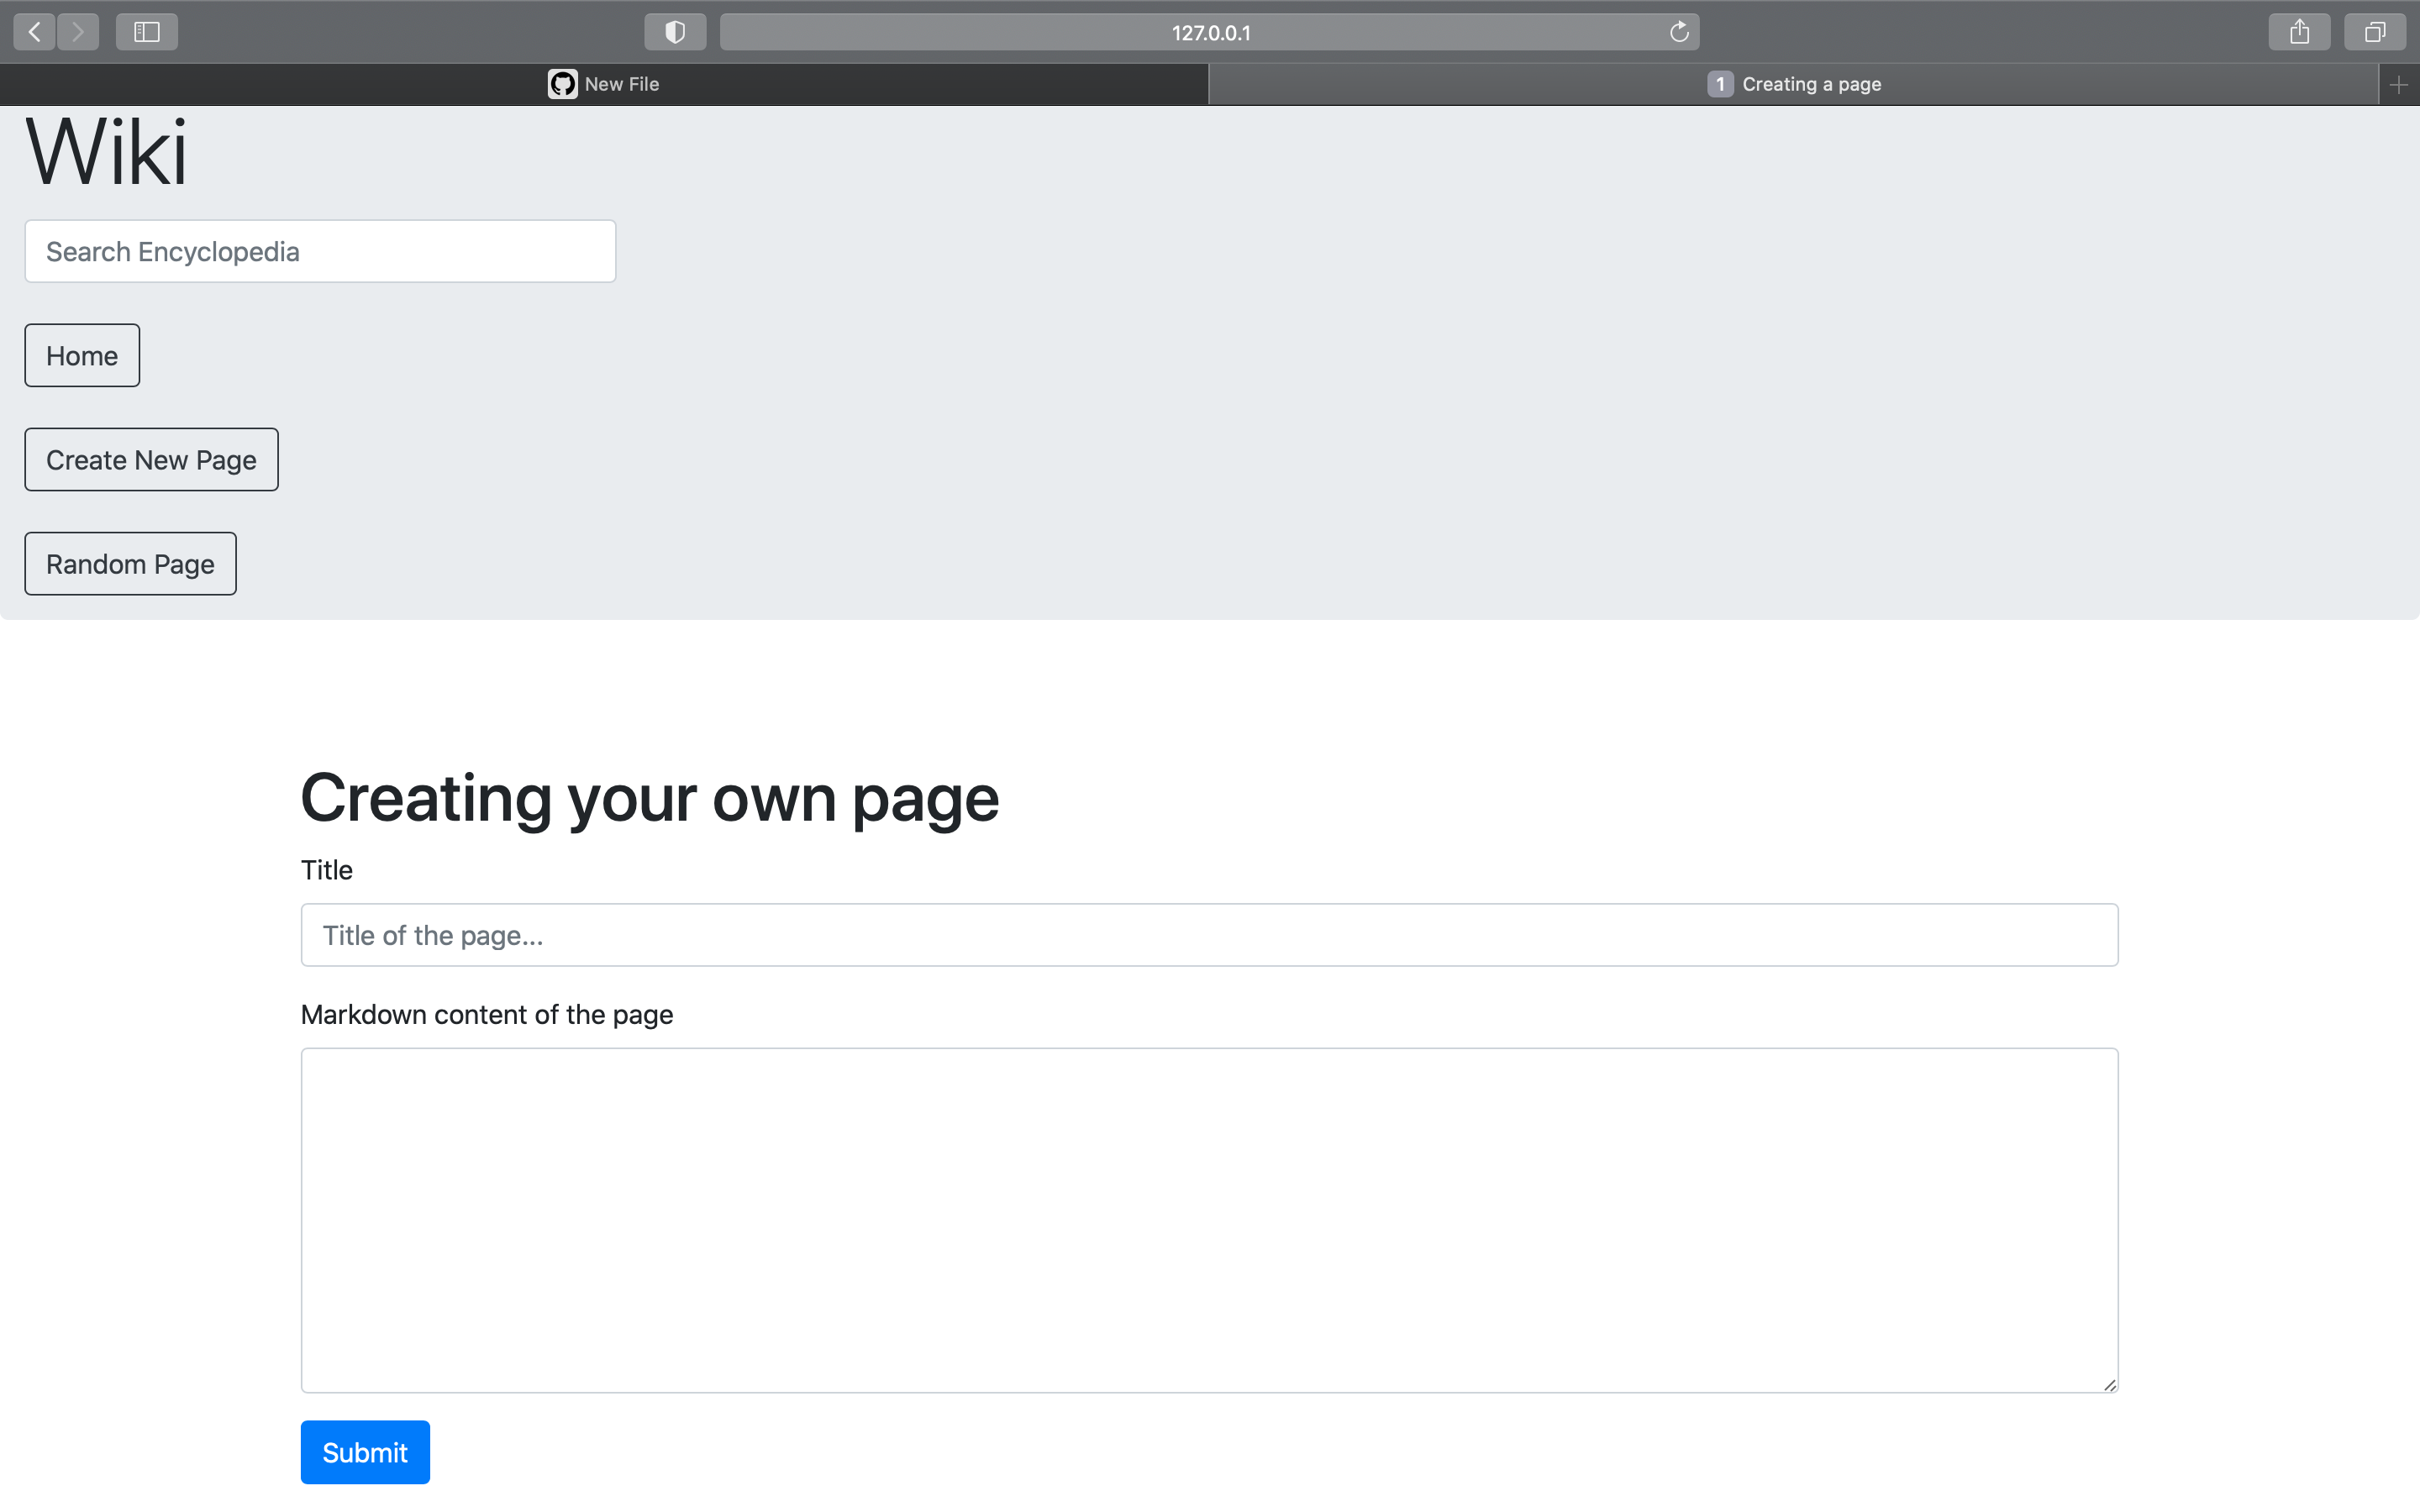 127.0.0.1
New File
1 Creating a page
Wiki
Search Encyclopedia
Home
Create New Page
Random Page
Creating your own page
Title
Title of the page...
Markdown content of the page
Submit